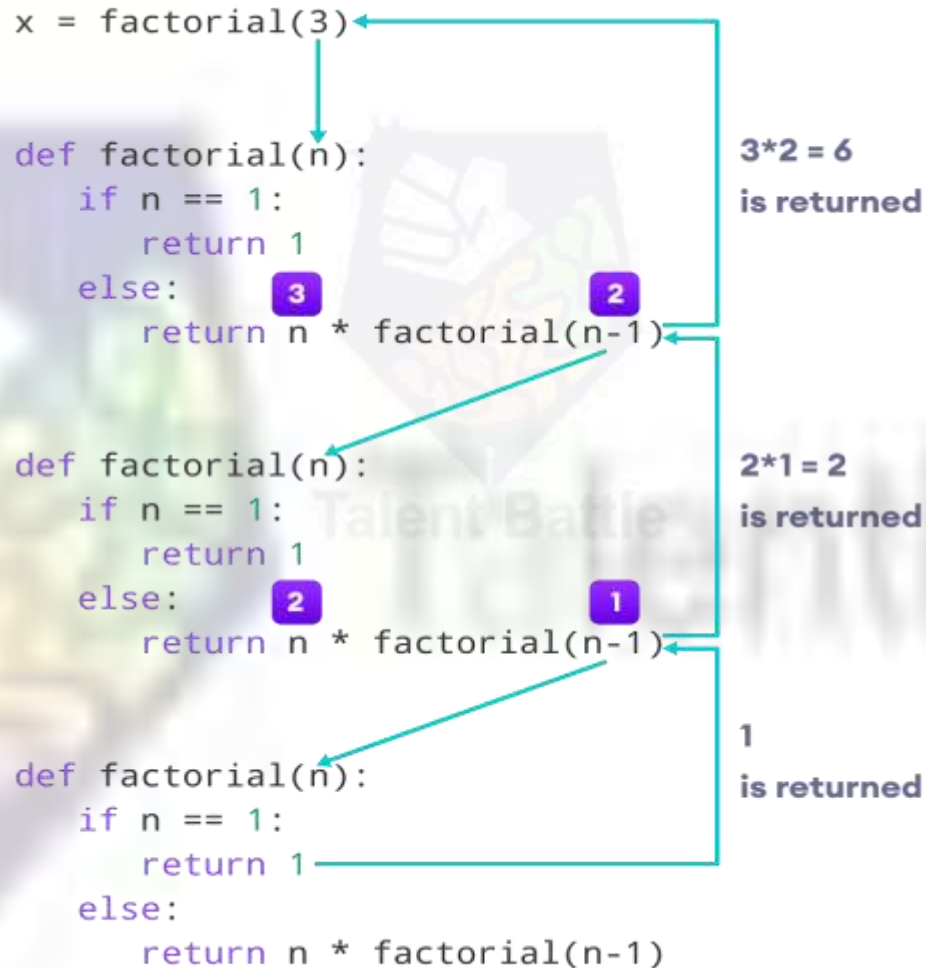 x = factorial(3)
def factorial(n):
    if n == 1:
        return 1
    else:
3
2
        return n * factorial(n-1)
3*2 = 6
is returned
def factorial(n):
    if n == 1:
        return 1
    else:
2
1
        return n * factorial(n-1)
2*1 = 2
is returned
def factorial(n):
    if n == 1:
        return 1
    else:
        return n * factorial(n-1)
1
is returned
Talent Battle